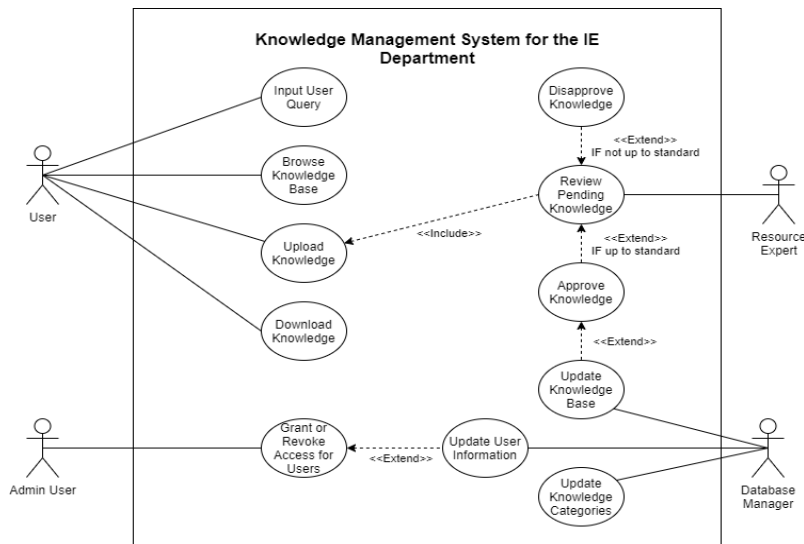 Knowledge Management System for the IE
Department
Input User
Query
Disapprove
Knowledge
<<Extend>>
IF not up to standard
Browse
Knowledge
Base
Review
Pending
Knowledge
User
Resource
Expert
<<Include>>
Upload
Knowledge
<<Extend>>
IF up to standard
Approve
Knowledge
Download
Knowledge
<<Extend>>
Update
Knowledge
Base
Grant or
Revoke
Access for
Users
<<Extend>>
Update User
Information
Admin User
Database
Manager
Update
Knowledge
Categories